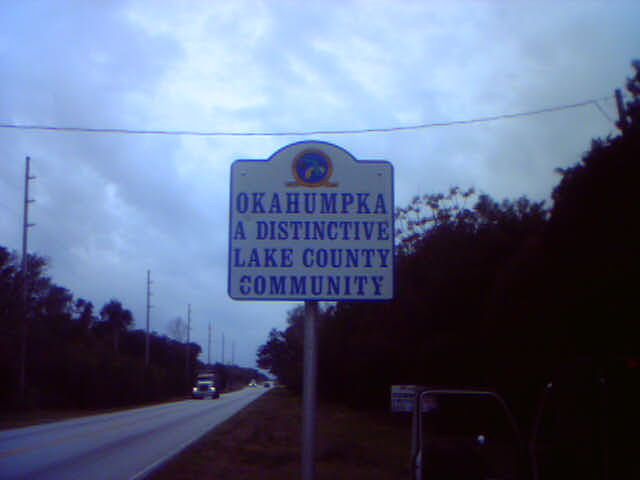 OKAHUMPKA
A DISTINCTIVE
LAKE COUNTY
COMMUNITY